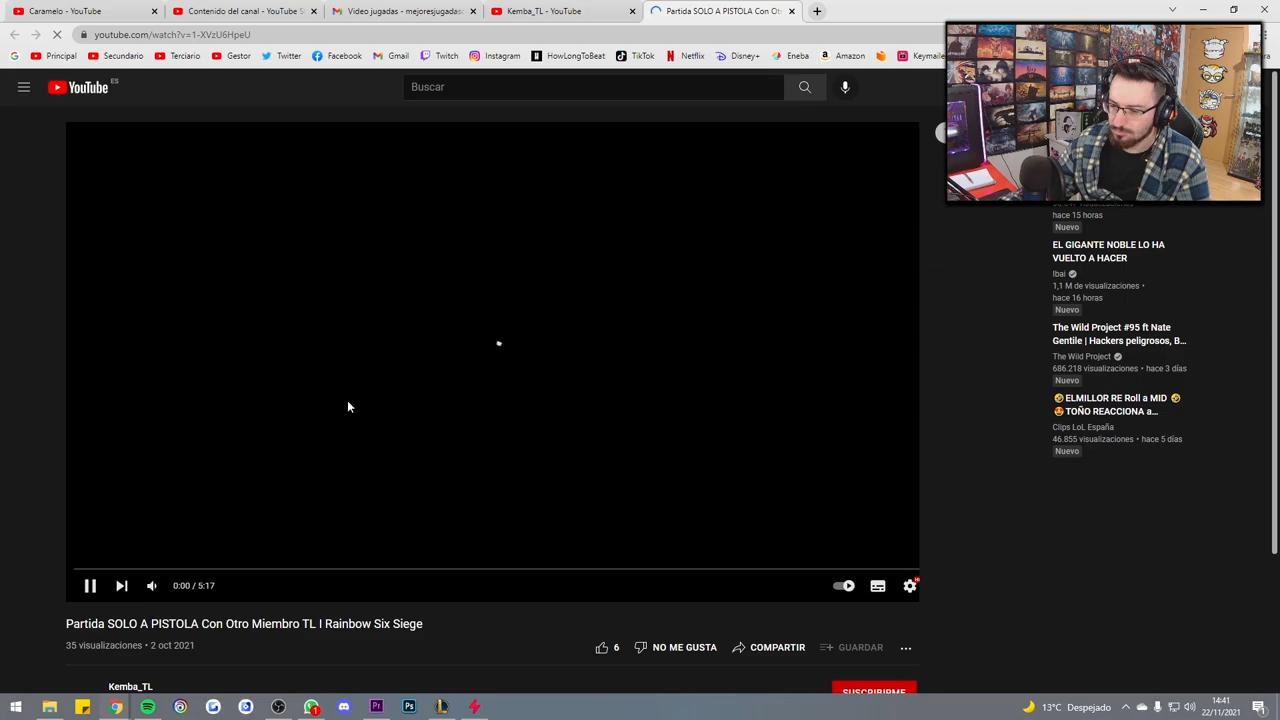 Caramelo - YouTube
Contenido del canal - YouTube S
Video jugadas - seensenjuegos@
Kemba_TL - YouTube
Partida SOLO A PISTOLA Con Otr
youtube.com/watch?v=1-XVzU6HpLI
Principal
Secundario
Tercero
Gedeon
Twitter
Facebook
Gmail
Twitch
Instagram
HowLongToBeat
TikTok
Netflix
Disney+
Eneba
Amazon
Terceros
YouTube ES
Buscar
hace 15 horas
Nuevo
EL GIGANTE NOBLE LO HA
VUELTO A HACER
Ibai
1,1 M de visualizaciones •
hace 16 horas
Nuevo
The Wild Project #95 ft Nate
Gentile | Hackers peligrosos, B...
The Wild Project
686.218 visualizaciones • hace 3 días
Nuevo
🤣ELMILLOR RE Roll a MID 🤣
🤩TOÑO REACCIONA a...
Clips LoL España
46.855 visualizaciones • hace 5 días
Nuevo
0:00 / 5:17
Partida SOLO A PISTOLA Con Otro Miembro TL I Rainbow Six Siege
35 visualizaciones • 2 oct 2021
6
NO ME GUSTA
COMPARTIR
GUARDAR
Kemba_TL
SUSCRIBIRME
13°C Despejado
14:41
22/11/2021